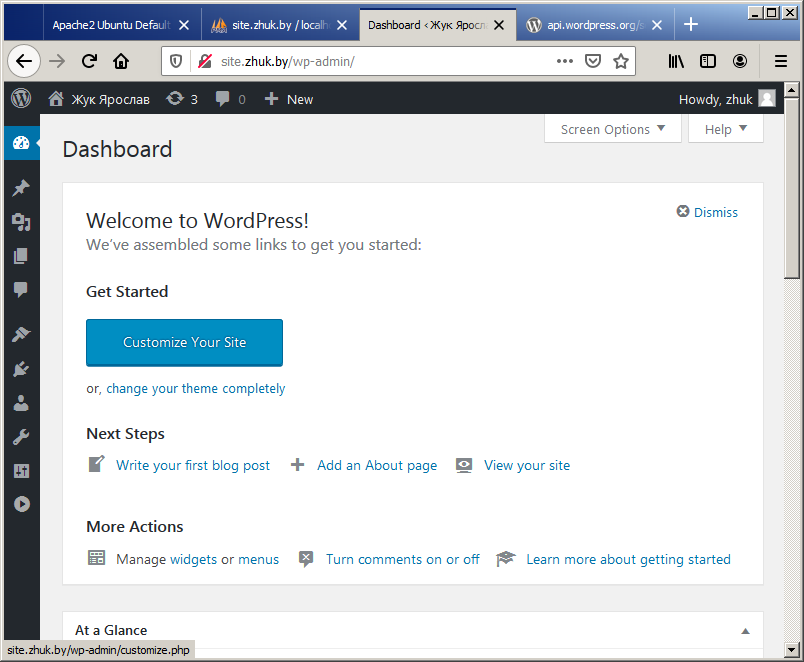 Apache2 Ubuntu Default
site.zhuk.by / localh
Dashboard ‹ Жук Яросла
api.wordpress.org/s
site.zhuk.by/wp-admin/
Жук Ярослав
3
0
New
Howdy, zhuk
Screen Options
Help
Dashboard
Welcome to WordPress!
Dismiss
We've assembled some links to get you started:
Get Started
Customize Your Site
or, change your theme completely
Next Steps
Write your first blog post
Add an About page
View your site
More Actions
Manage widgets or menus
Turn comments on or off
Learn more about getting started
At a Glance
site.zhuk.by/wp-admin/customize.php